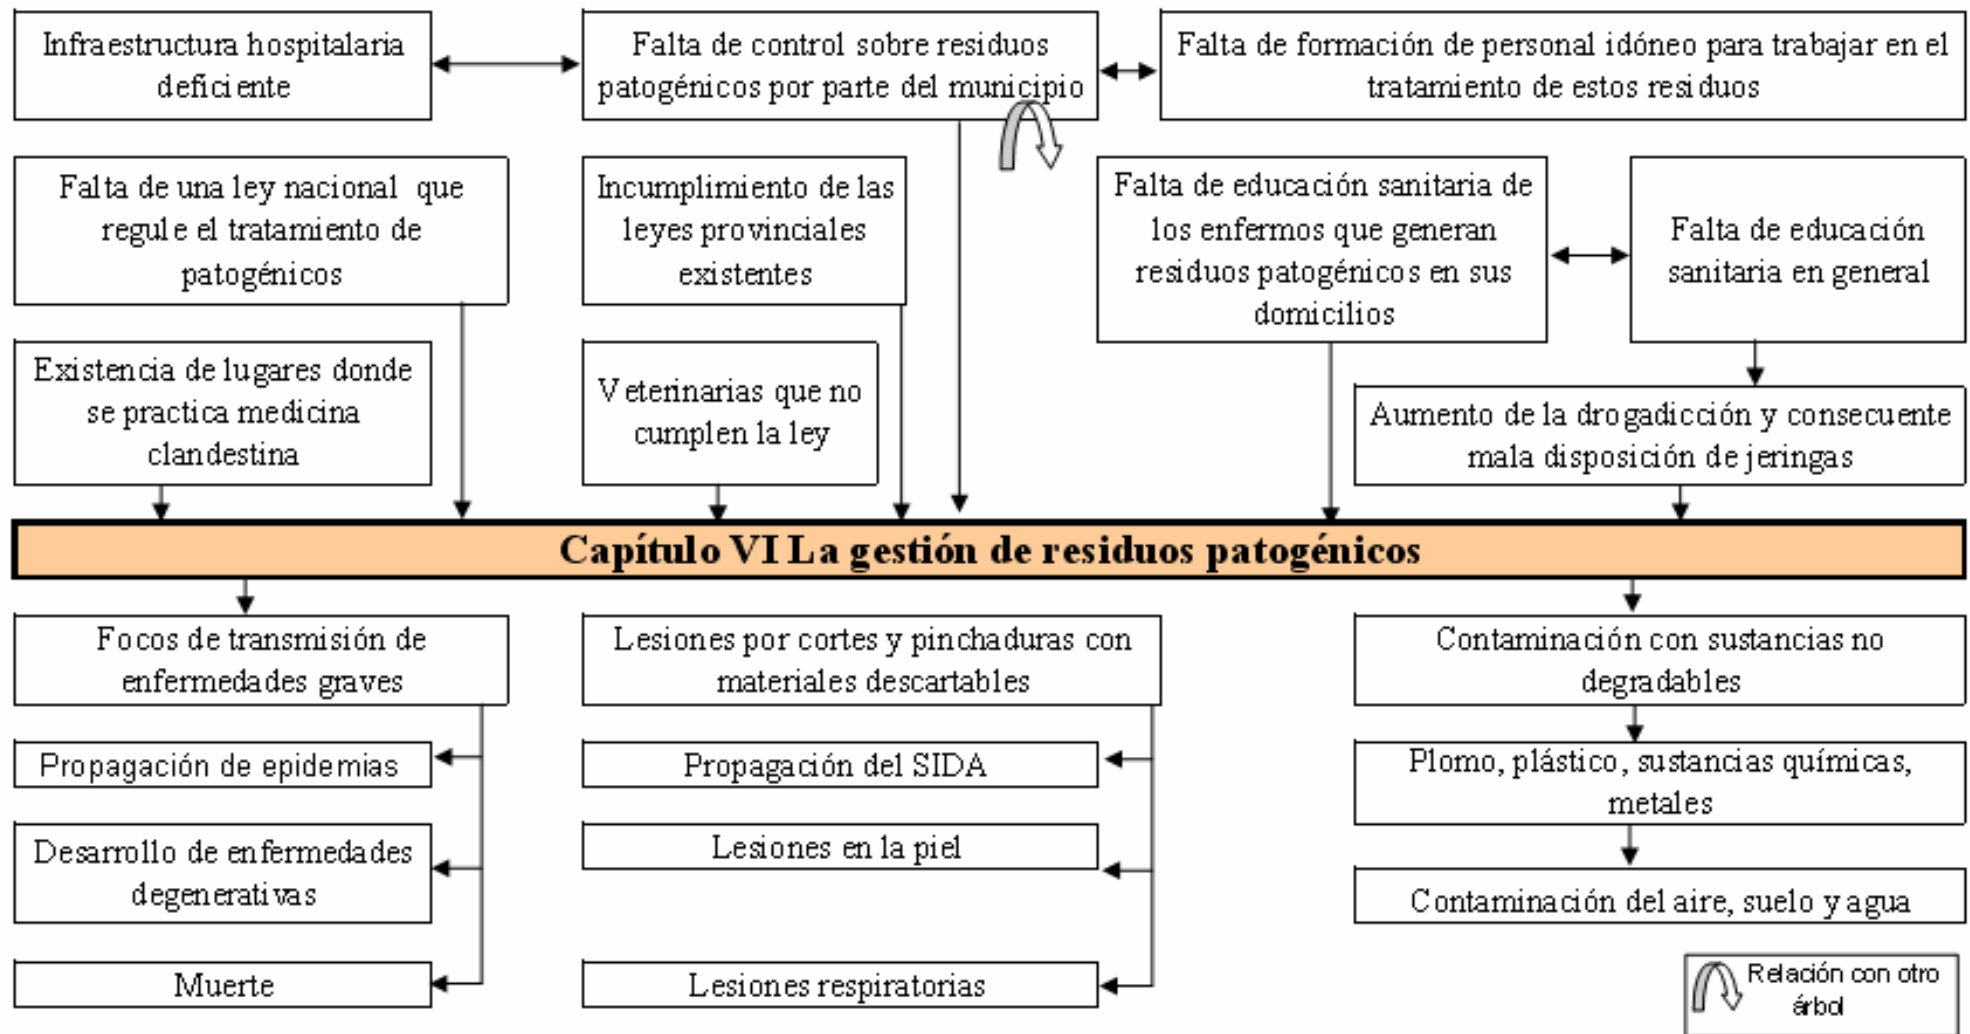 Infraestructura hospitalaria
deficiente
Falta de control sobre residuos
patogénicos por parte del municipio
Falta de formación de personal idóneo para trabajar en el
tratamiento de estos residuos
Falta de una ley nacional que
regule el tratamiento de
patogénicos
Incumplimiento de las
leyes provinciales
existentes
Falta de educación sanitaria de
los enfermos que generan
residuos patogénicos en sus
domicilios
Falta de educación
sanitaria en general
Existencia de lugares donde
se practica medicina
clandestina
Veterinarias que no
cumplen la ley
Aumento de la drogadicción y consecuente
mala disposición de jeringas
Capítulo VI La gestión de residuos patogénicos
Focos de transmisión de
enfermedades graves
Lesiones por cortes y pinchaduras con
materiales descartables
Contaminación con sustancias no
degradables
Propagación de epidemias
Propagación del SIDA
Plomo, plástico, sustancias químicas,
metales
Desarrollo de enfermedades
degenerativas
Lesiones en la piel
Contaminación del aire, suelo y agua
Muerte
Lesiones respiratorias
Relación con otro
árbol